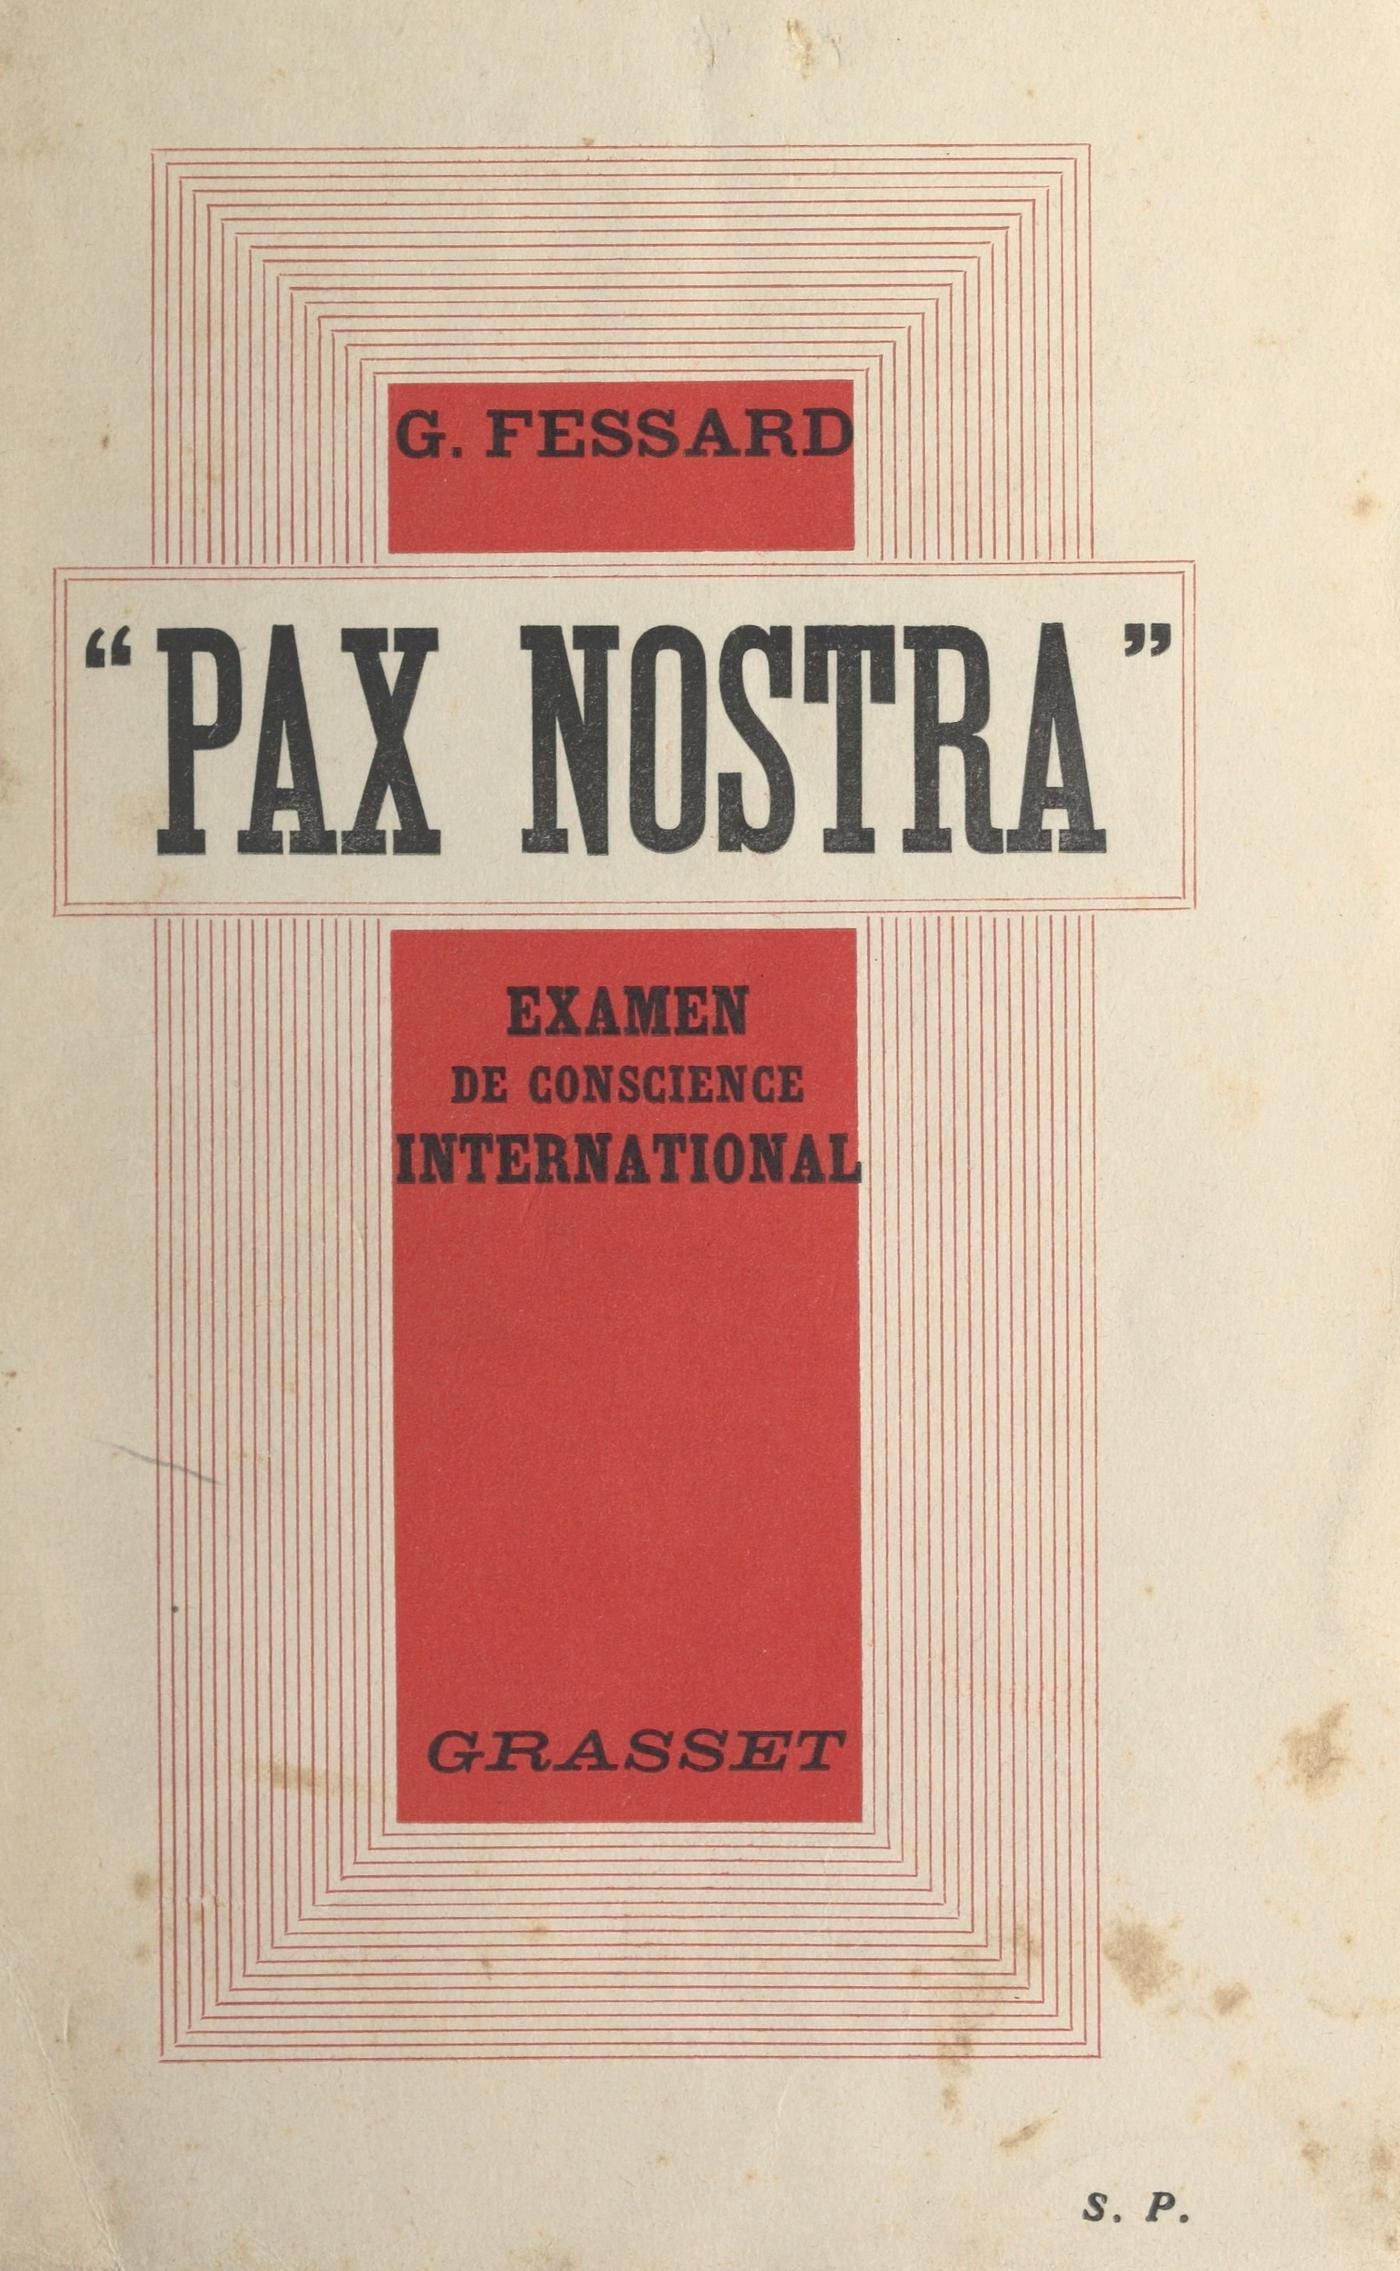 G. FESSARD
“PAX NOSTRA”
EXAMEN
DE CONSCIENCE
INTERNATIONAL
GRASSET
S. P.